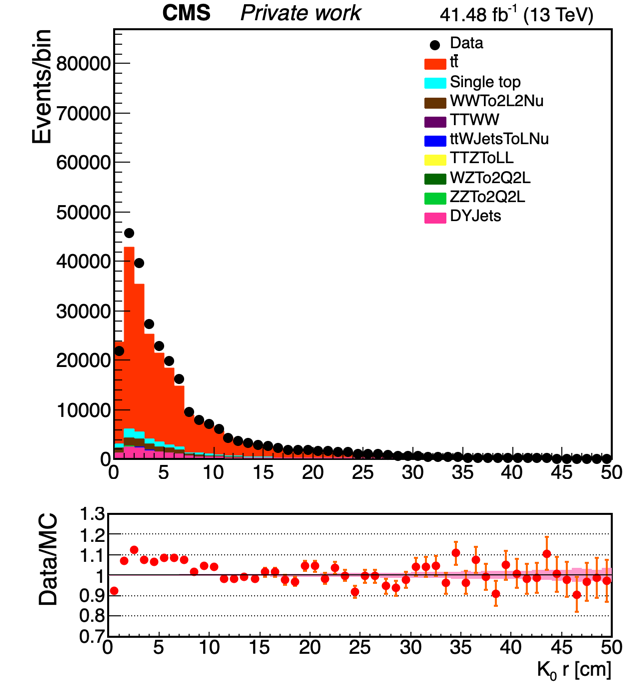 CMS Private work 41.48 fb⁻¹ (13 TeV)
Events/bin
80000
70000
60000
50000
40000
30000
20000
10000
0
Data
tt̄
Single top
WWTo2L2Nu
TTWW
ttWJetsToLNu
TTZToLL
WZTo2Q2L
ZZTo2Q2L
DYJets
0 5 10 15 20 25 30 35 40 45 50
Data/MC
1.3
1.2
1.1
1
0.9
0.8
0.7
0 5 10 15 20 25 30 35 40 45 50
K₀ r [cm]